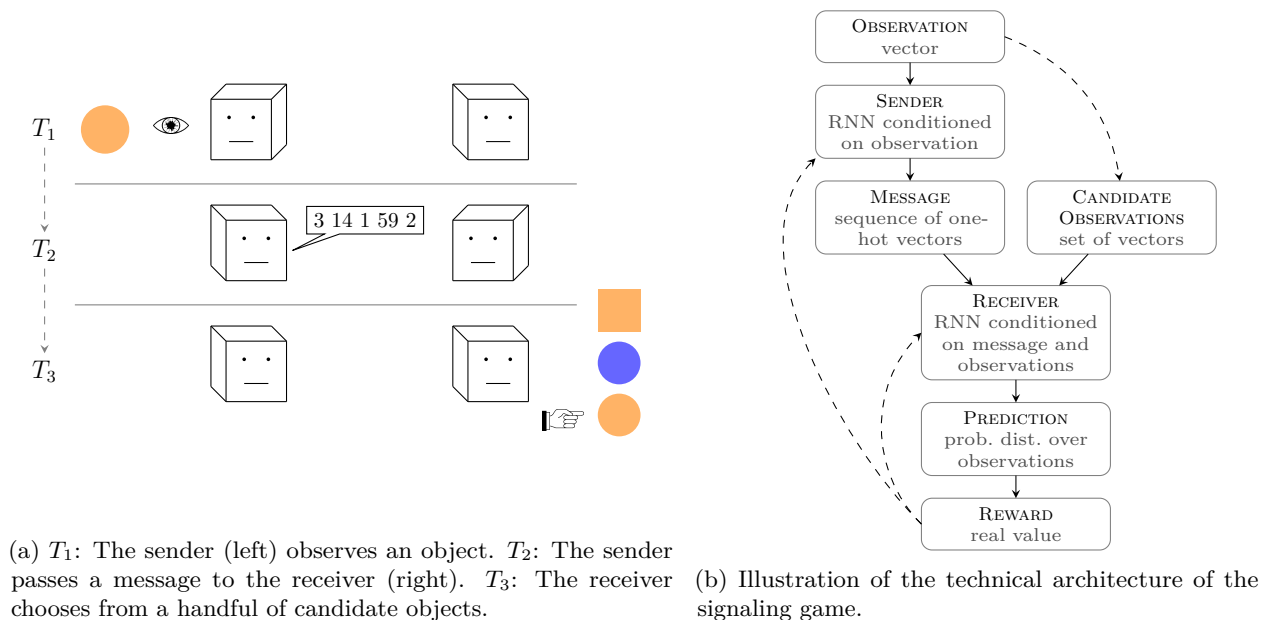 T₁
3 14 1 59 2
T₂
T₃
(a) T₁: The sender (left) observes an object. T₂: The sender
passes a message to the receiver (right). T₃: The receiver
chooses from a handful of candidate objects.
OBSERVATION
vector
SENDER
RNN conditioned
on observation
MESSAGE
sequence of one-
hot vectors
CANDIDATE
OBSERVATIONS
set of vectors
RECEIVER
RNN conditioned
on message and
observations
PREDICTION
prob. dist. over
observations
REWARD
real value
(b) Illustration of the technical architecture of the
signaling game.